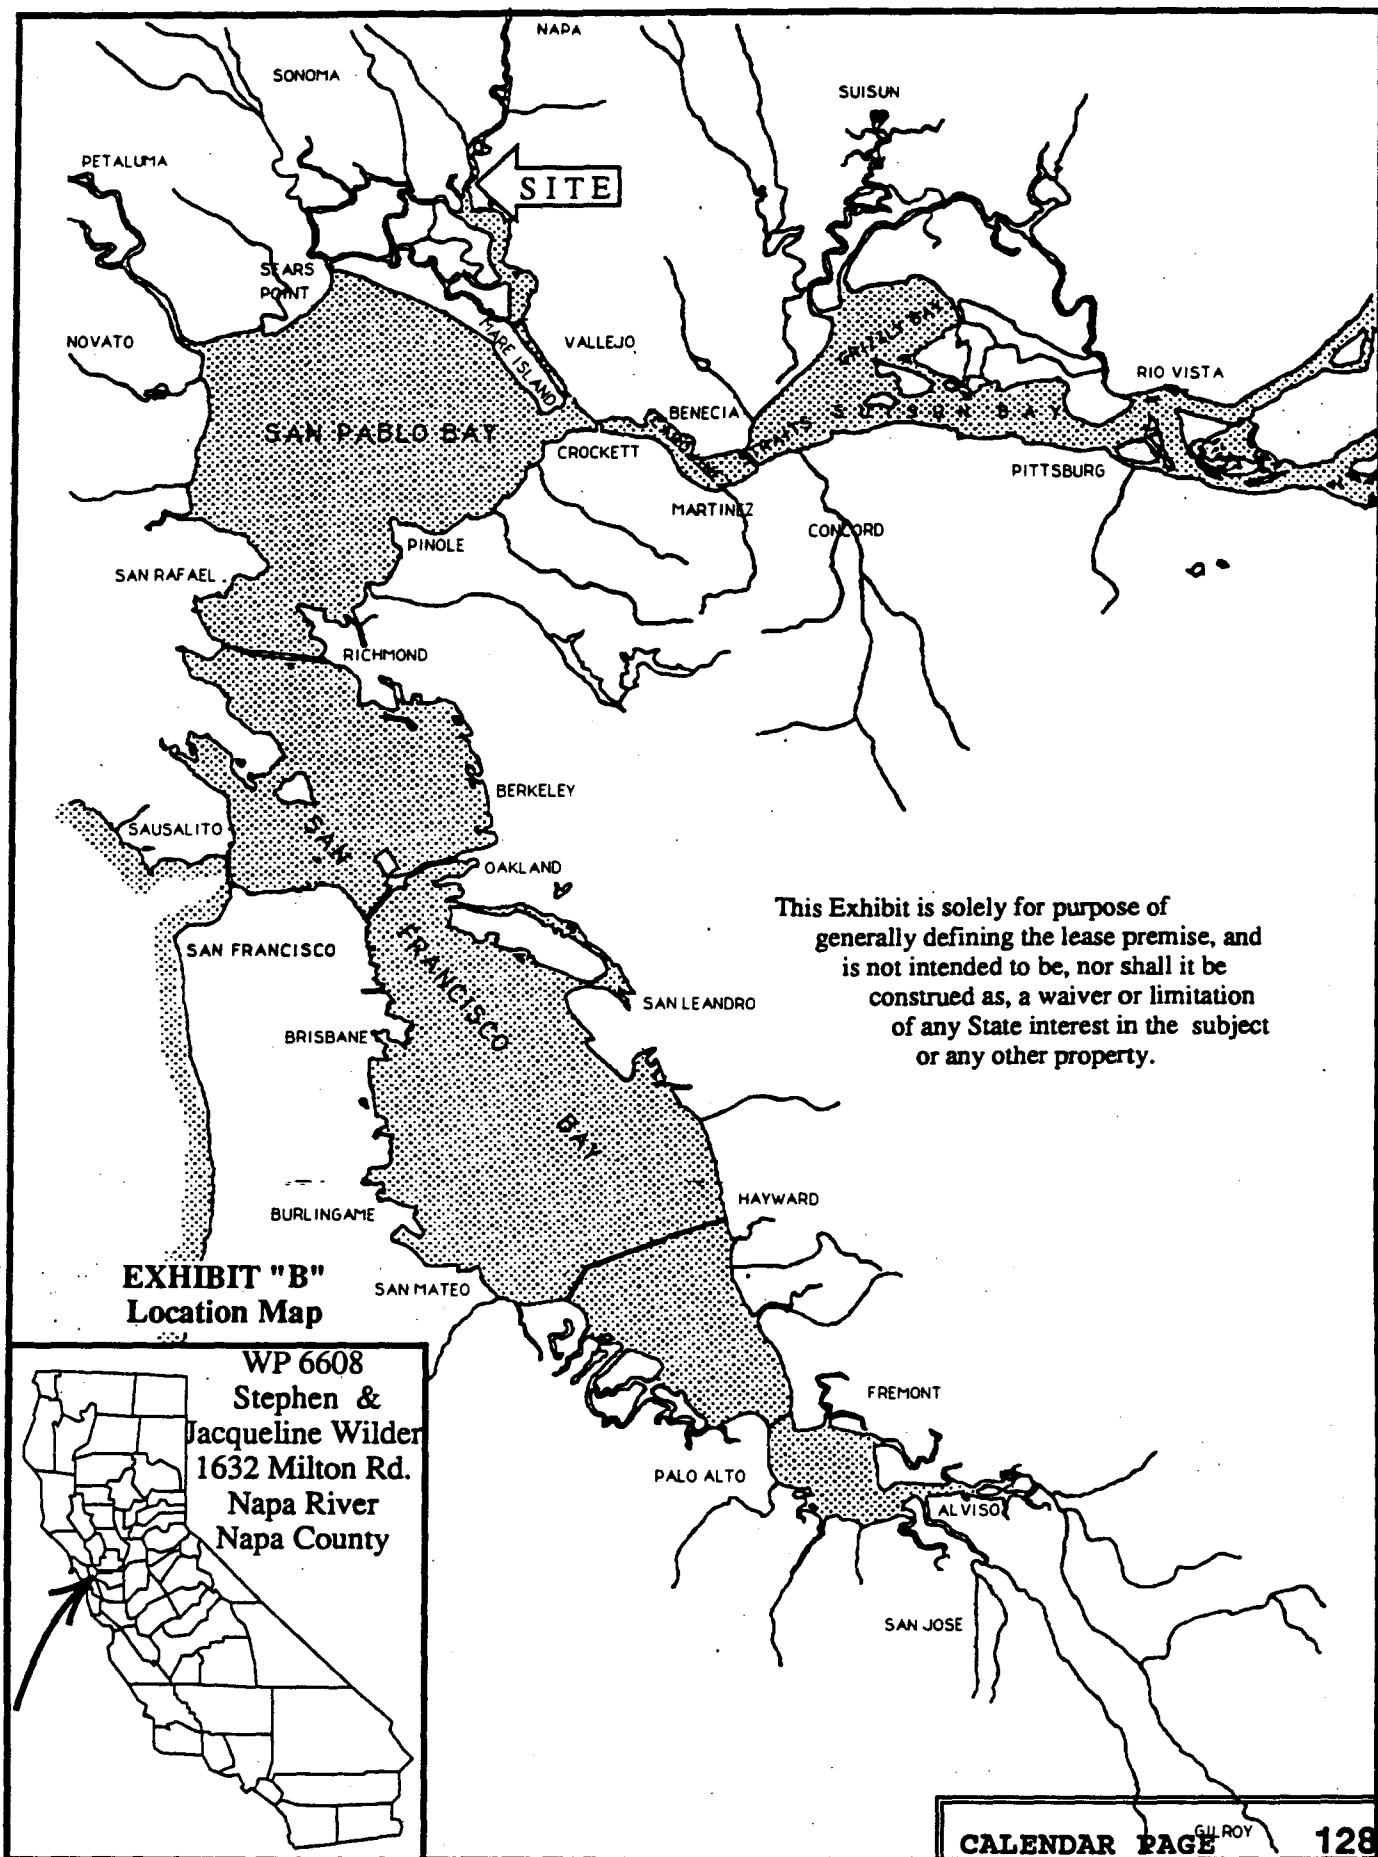 NAPA
SONOMA
SUISUN
PETALUMA
SITE
SEARS
POINT
NOVATO
MARE ISLAND
VALLEJO
GRIZZLY BAY
RIO VISTA
BENECIA
SUISUN BAY
SAN PABLO BAY
CROCKETT
STRAITS
PITTSBURG
MARTINEZ
CONCORD
PINOLE
SAN RAFAEL
RICHMOND
BERKELEY
SAUSALITO
OAKLAND
SAN FRANCISCO BAY
This Exhibit is solely for purpose of
generally defining the lease premise, and
is not intended to be, nor shall it be
construed as, a waiver or limitation
of any State interest in the subject
or any other property.
SAN FRANCISCO
SAN LEANDRO
BRISBANE
HAYWARD
BURLINGAME
EXHIBIT "B"
Location Map
SAN MATEO
WP 6608
Stephen &
Jacqueline Wilder
1632 Milton Rd.
Napa River
Napa County
FREMONT
PALO ALTO
ALVISO
SAN JOSE
GILROY
CALENDAR PAGE 128